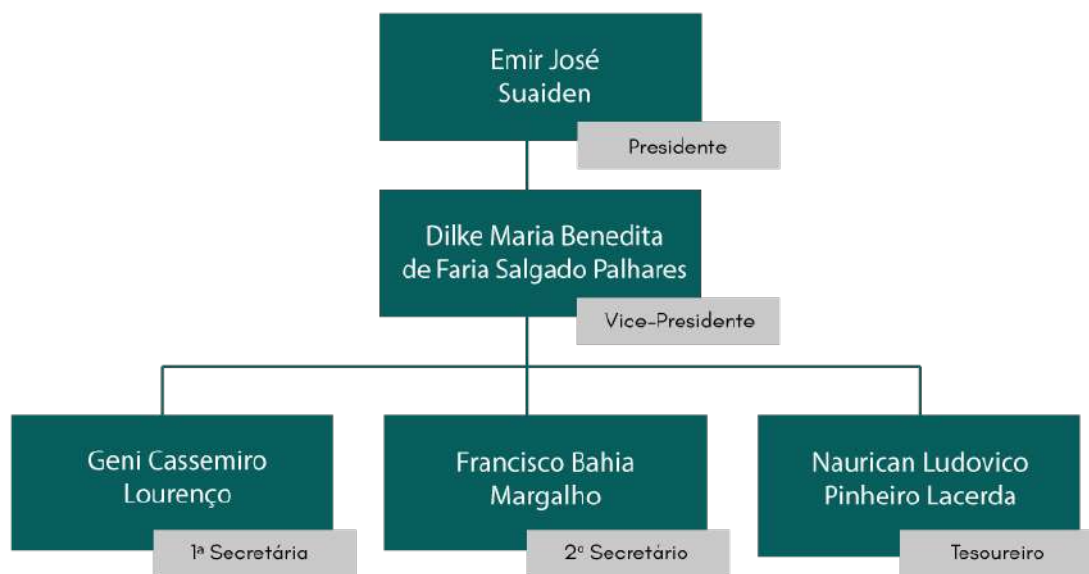 Emir José
Suaiden
Presidente
Dilke Maria Benedita
de Faria Salgado Palhares
Vice-Presidente
Geni Cassemiro
Lourenço
1ª Secretária
Francisco Bahia
Margalho
2º Secretário
Naurican Ludovico
Pinheiro Lacerda
Tesoureiro